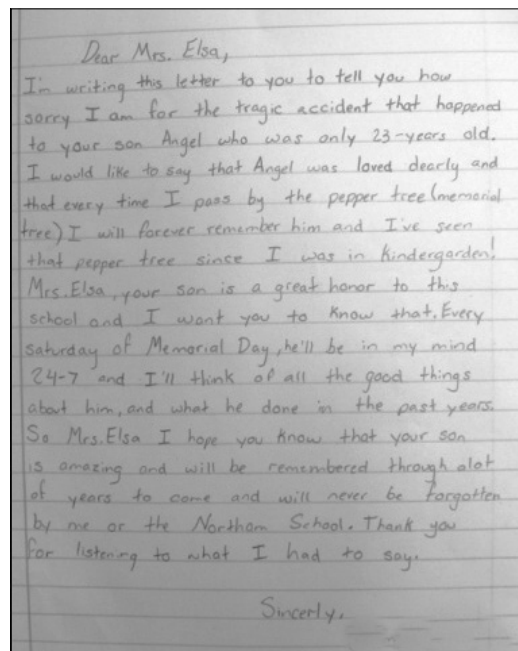 Dear Mrs. Elsa,
I'm writing this letter to you to tell you how
sorry I am for the tragic accident that happened
to your son Angel who was only 23-years old.
I would like to say that Angel was loved dearly and
that every time I pass by the pepper tree (memorial
tree) I will forever remember him and I've seen
that pepper tree since I was in kindergarden!
Mrs. Elsa, your son is a great honor to this
school and I want you to know that. Every
saturday of Memorial Day, he'll be in my mind
24-7 and I'll think of all the good things
about him, and what he done in the past years.
So Mrs. Elsa I hope you know that your son
is amazing and will be remembered through alot
of years to come and will never be forgotten
by me or the Northam School. Thank you
for listening to what I had to say.
Sincerly,